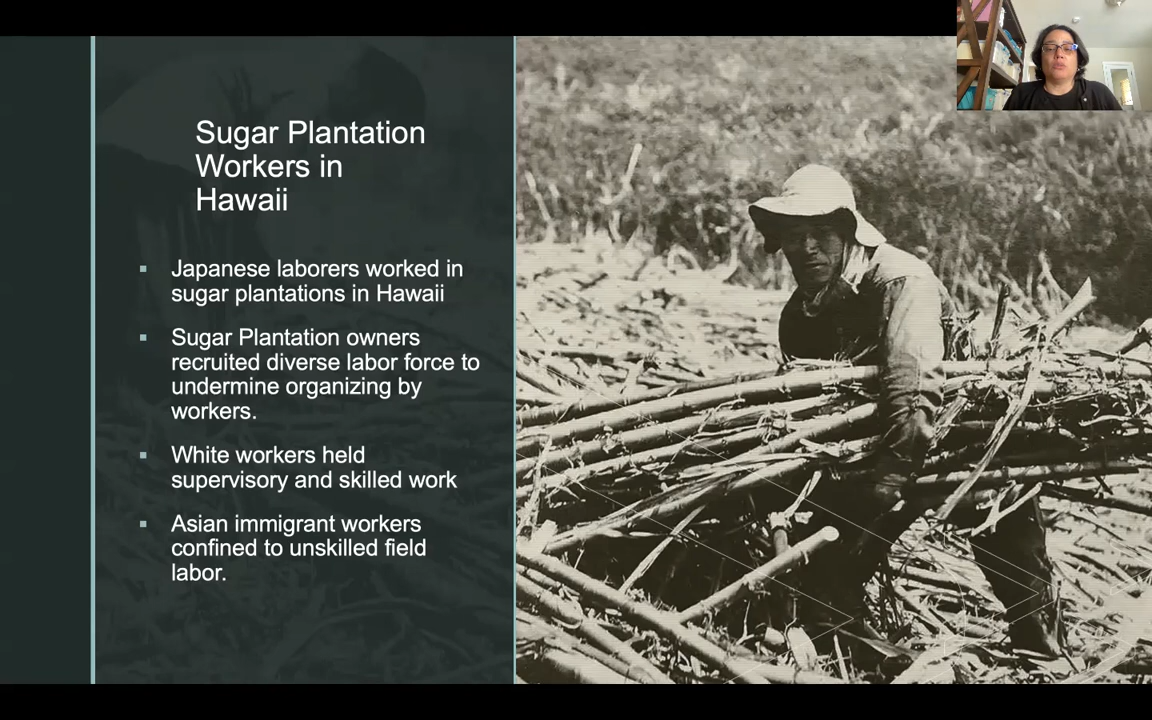 Sugar Plantation
Workers in
Hawaii
Japanese laborers worked in
sugar plantations in Hawaii
Sugar Plantation owners
recruited diverse labor force to
undermine organizing by
workers.
White workers held
supervisory and skilled work
Asian immigrant workers
confined to unskilled field
labor.